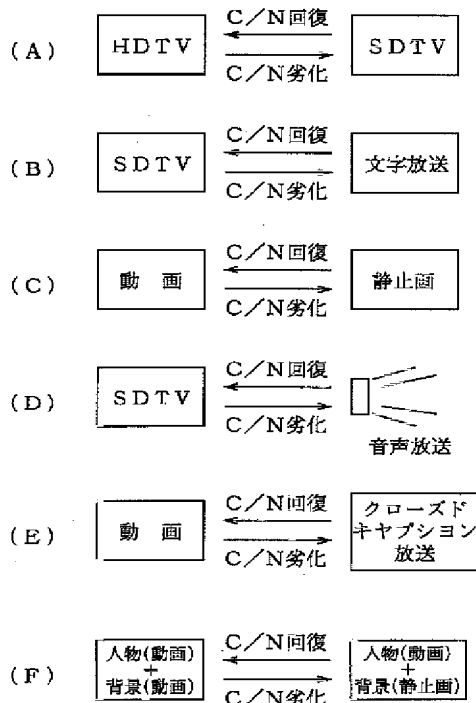 C/N回復
(A) HDTV SDTV
C/N劣化
C/N回復
(B) SDTV 文字放送
C/N劣化
C/N回復
(C) 動画 静止画
C/N劣化
C/N回復
(D) SDTV
C/N劣化
音声放送
C/N回復
(E) 動画
クローズド
キャプション
放送
C/N劣化
C/N回復
(F)
人物(動画)
+
背景(動画)
人物(動画)
+
背景(静止画)
C/N劣化